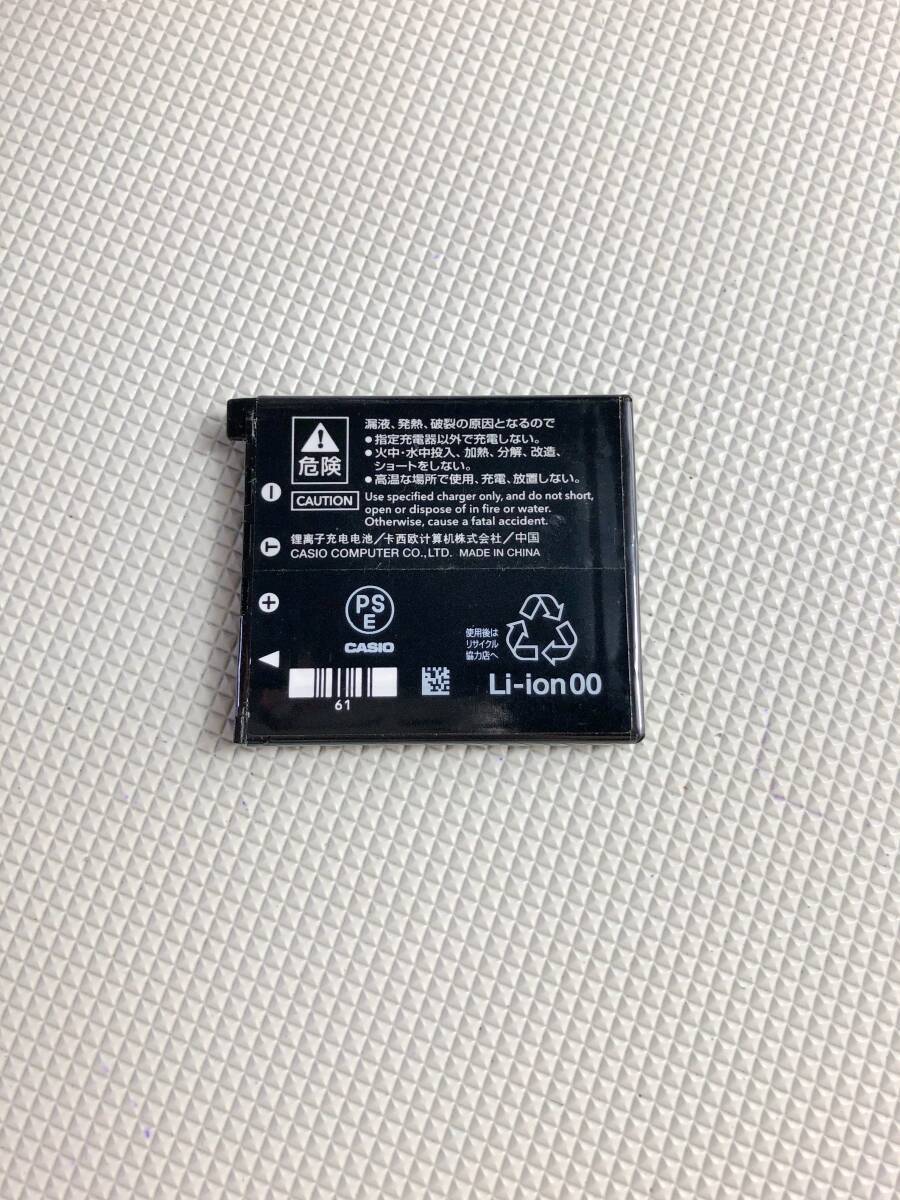 漏液、発熱、破裂の原因となるので
●指定充電器以外で充電しない。
●火中・水中投入、加熱、分解、改造、
ショートをしない。
●高温な場所で使用、充電、放置しない。
危険
CAUTION
Use specified charger only, and do not short,
open or dispose of in fire or water.
Otherwise, cause a fatal accident.
锂离子充电电池/卡西欧计算机株式会社/中国
CASIO COMPUTER CO.,LTD. MADE IN CHINA
− T +
PS
E
CASIO
使用後は
リサイクル
協力店へ
61
Li-ion 00